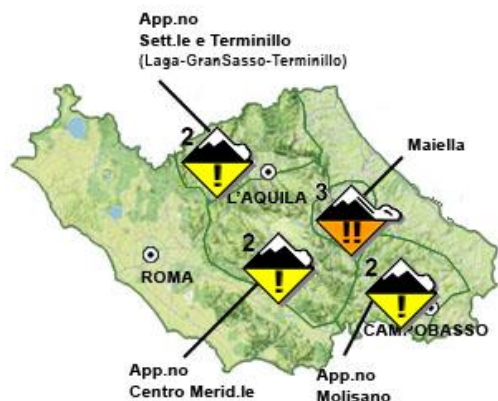 App.no
Sett.le e Terminillo
(Laga-GranSasso-Terminillo)
Maiella
2
!
L'AQUILA
3
!!
2
!
ROMA
2
!
CAMPOBASSO
App.no
Centro Merid.le
App.no
Molisano